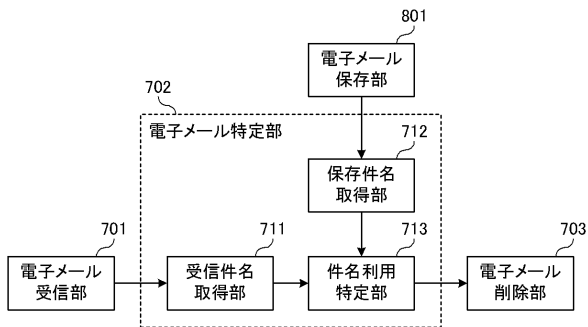 801
電子メール
保存部
702
電子メール特定部
712
保存件名
取得部
701
電子メール
受信部
711
受信件名
取得部
713
件名利用
特定部
703
電子メール
削除部